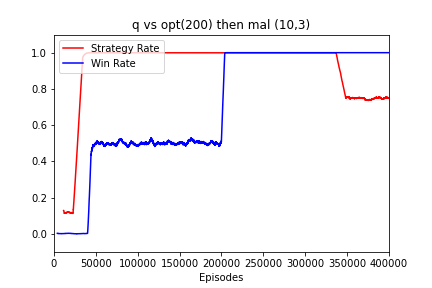 q vs opt(200) then mal (10,3)
Strategy Rate
Win Rate
1.0
0.8
0.6
0.4
0.2
0.0
0 50000 100000 150000 200000 250000 300000 350000 400000
Episodes